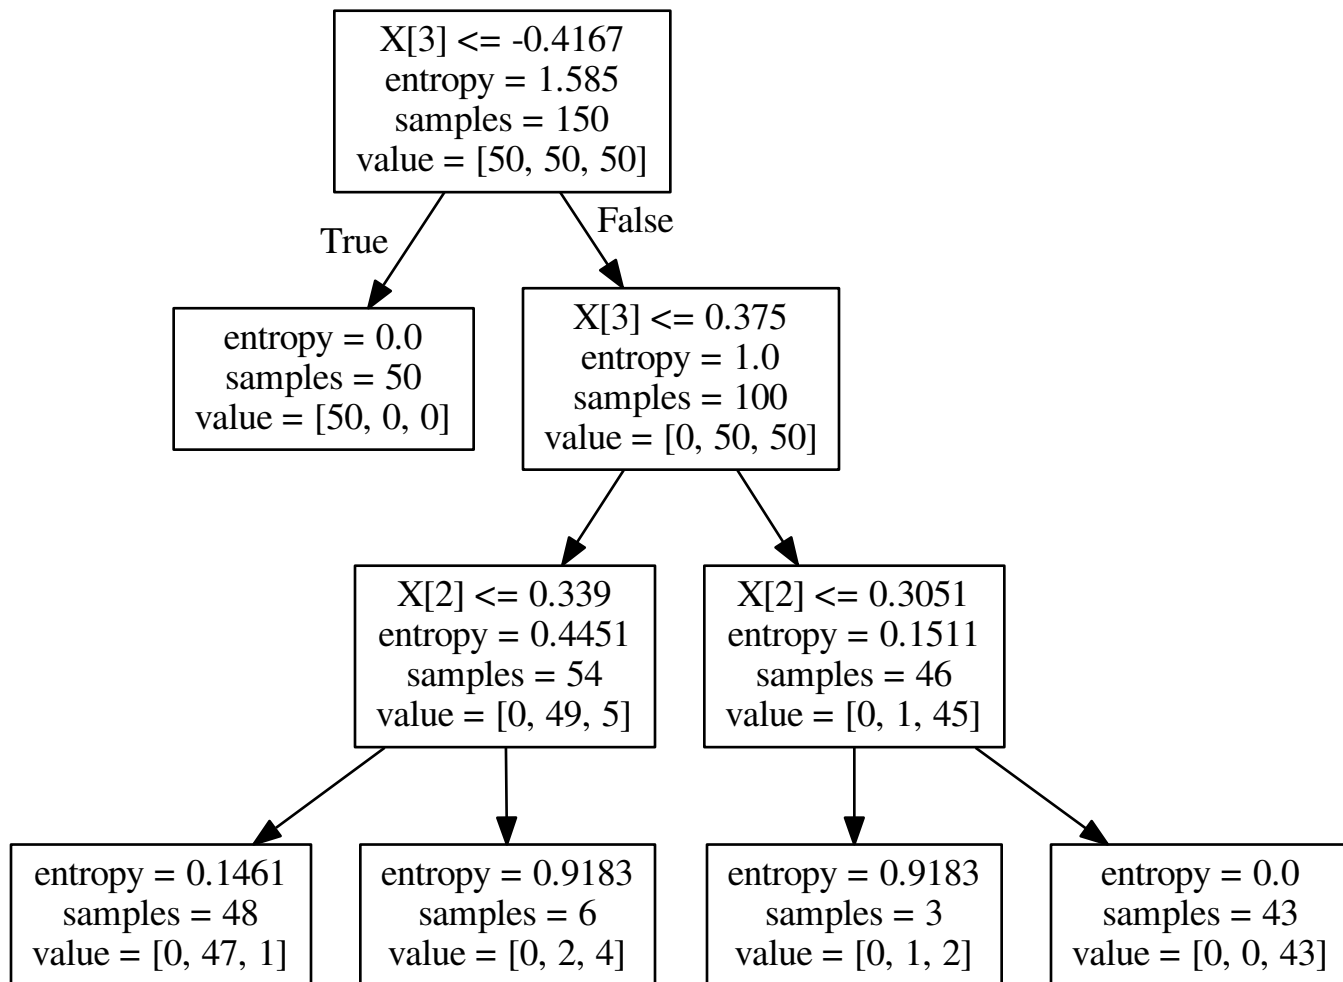 X[3] <= -0.4167
entropy = 1.585
samples = 150
value = [50, 50, 50]
True
False
entropy = 0.0
samples = 50
value = [50, 0, 0]
X[3] <= 0.375
entropy = 1.0
samples = 100
value = [0, 50, 50]
X[2] <= 0.339
entropy = 0.4451
samples = 54
value = [0, 49, 5]
X[2] <= 0.3051
entropy = 0.1511
samples = 46
value = [0, 1, 45]
entropy = 0.1461
samples = 48
value = [0, 47, 1]
entropy = 0.9183
samples = 6
value = [0, 2, 4]
entropy = 0.9183
samples = 3
value = [0, 1, 2]
entropy = 0.0
samples = 43
value = [0, 0, 43]